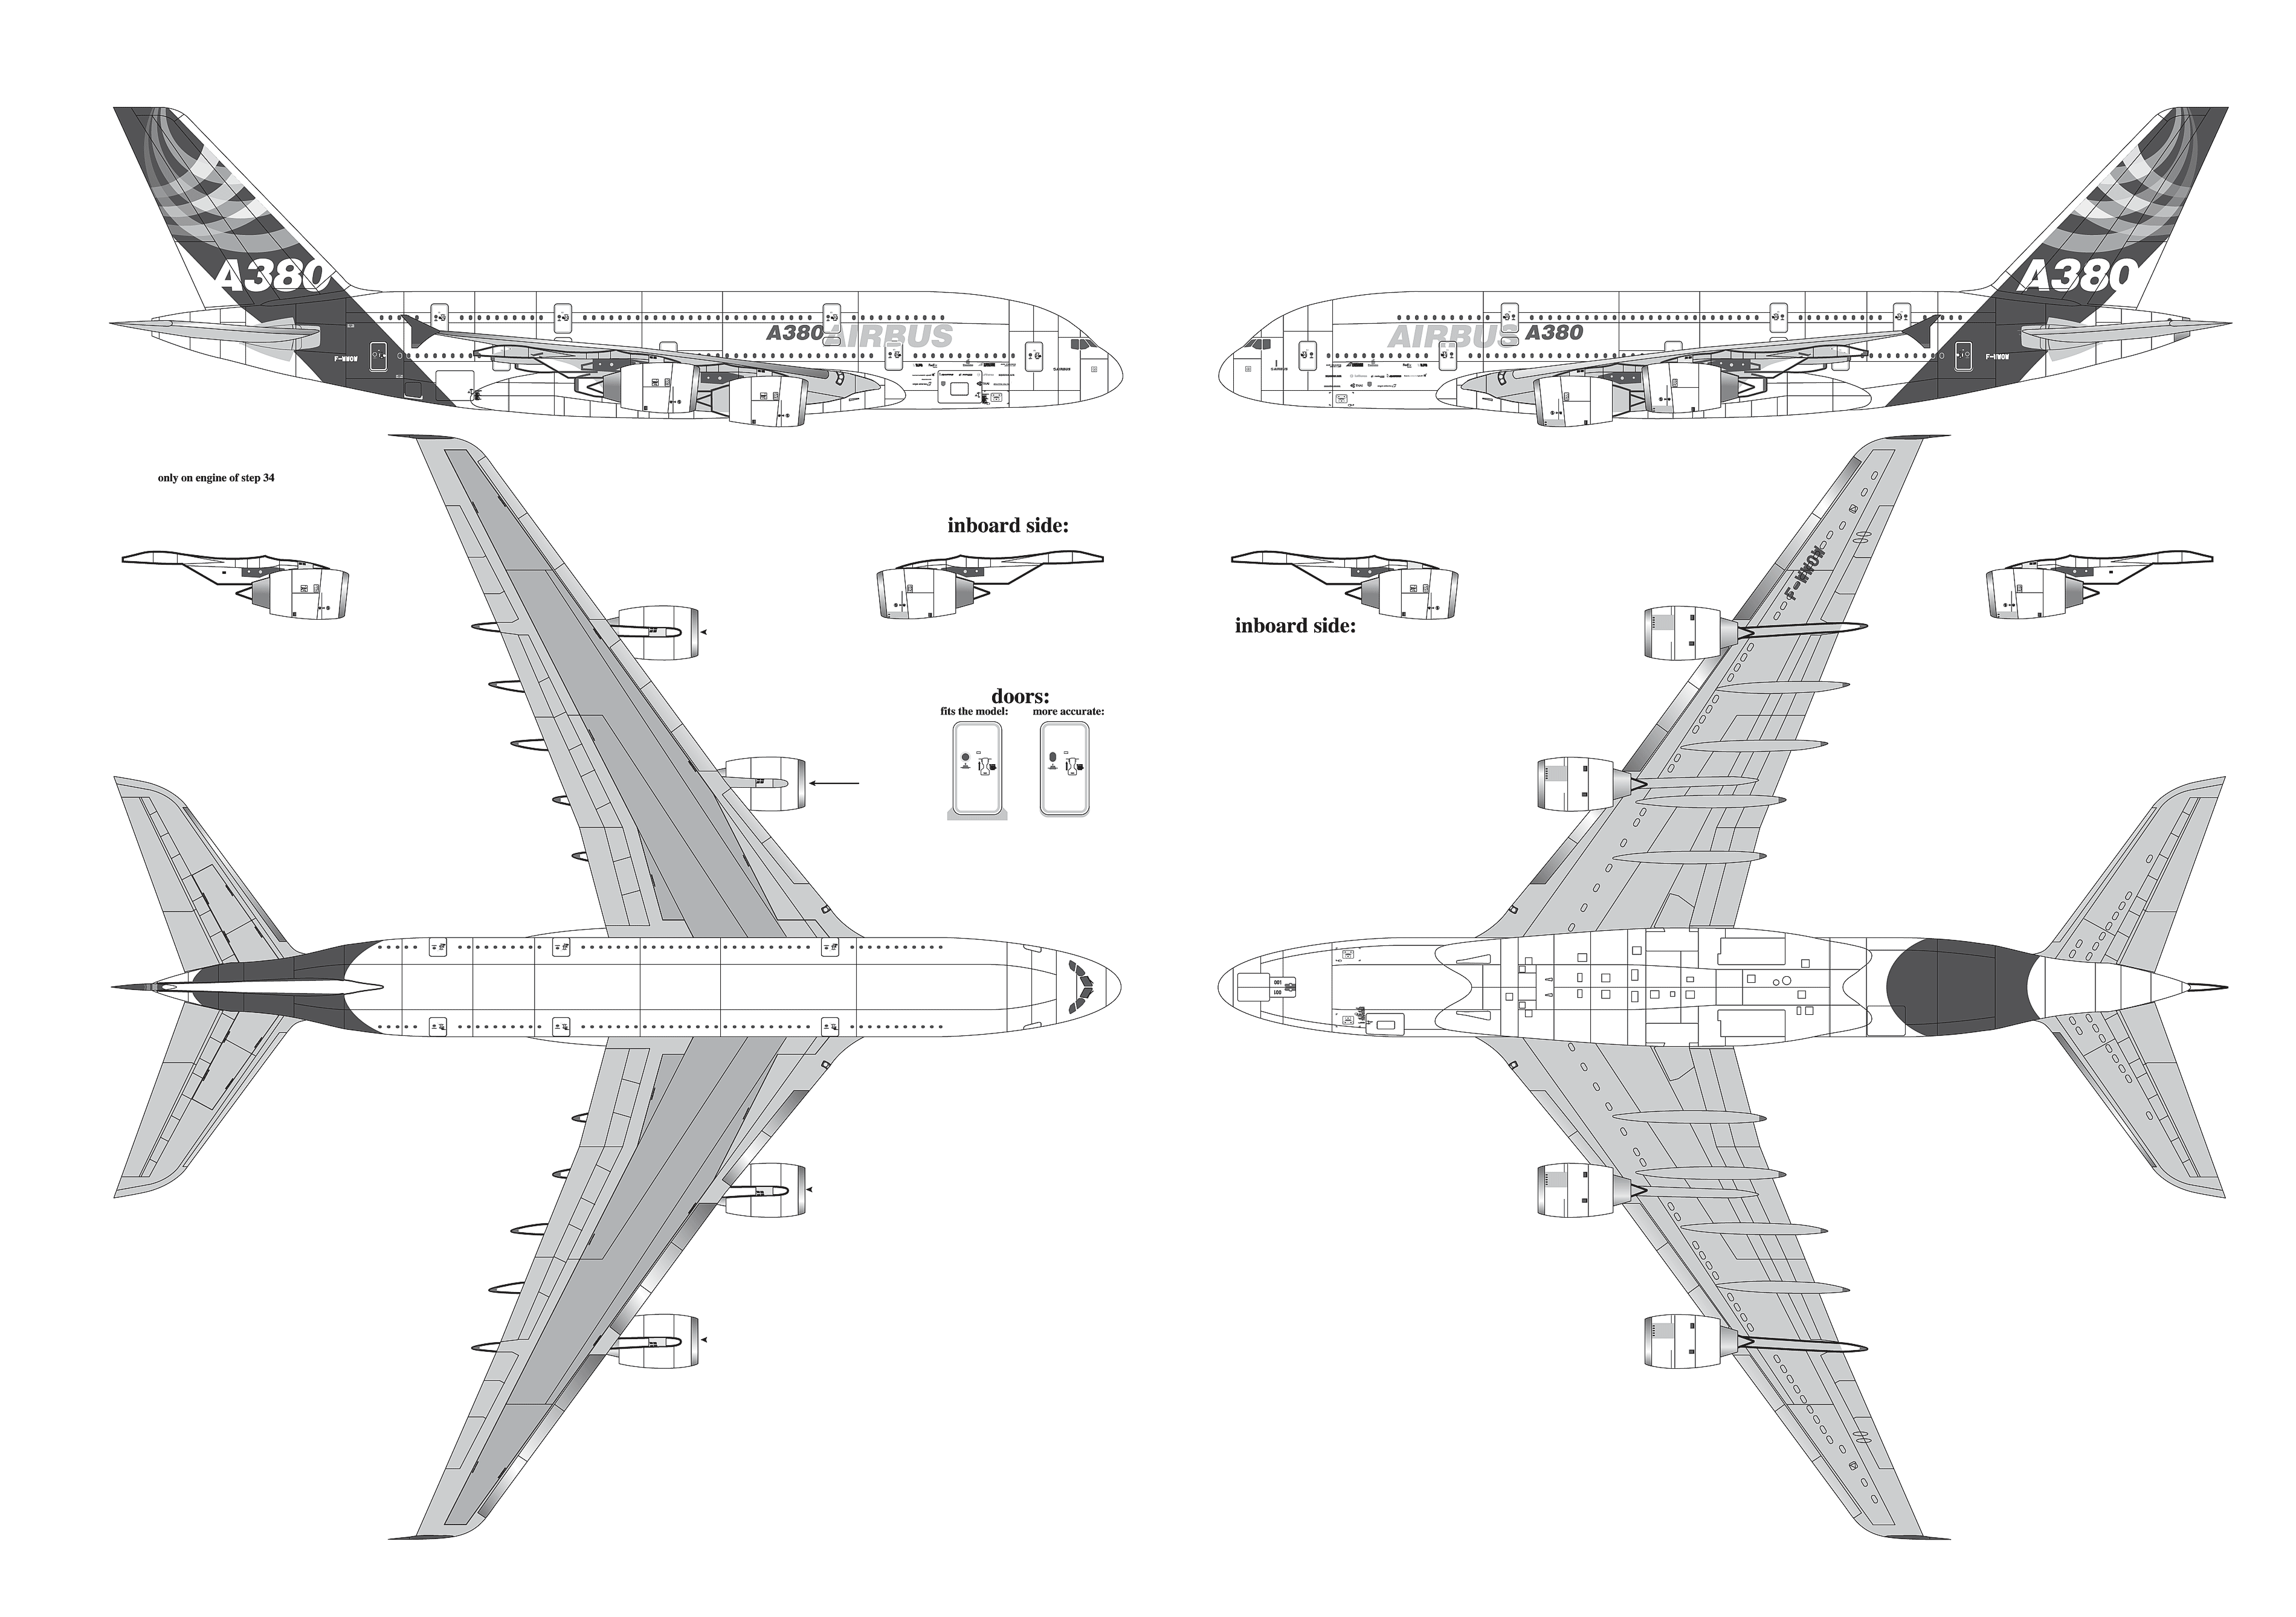 A380
A380
A380 AIRBUS
AIRBUS A380
F-WWOW
F-WWOW
only on engine of step 34
inboard side:
F-WWOW
inboard side:
doors:
fits the model:
more accurate:
001